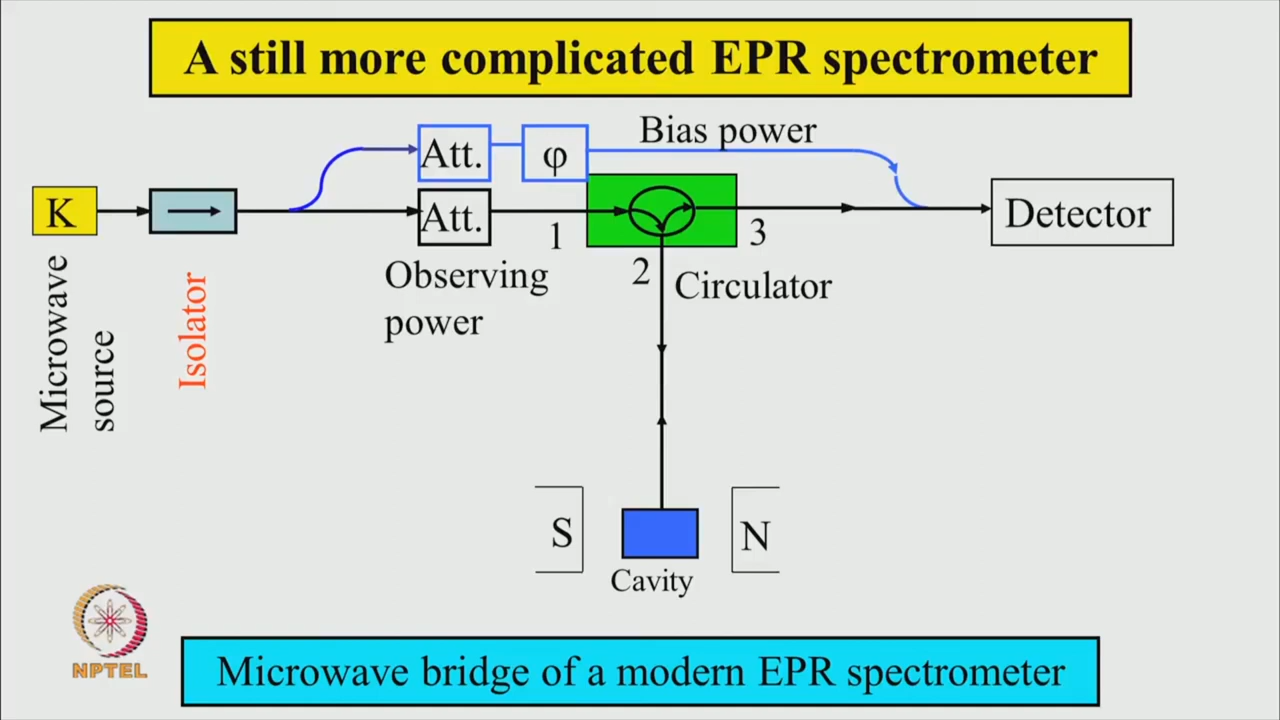 A still more complicated EPR spectrometer
Bias power
Att.
φ
K
Att.
1
3
Detector
Microwave
source
Isolator
Observing
power
2
Circulator
S
N
Cavity
NPTEL
Microwave bridge of a modern EPR spectrometer